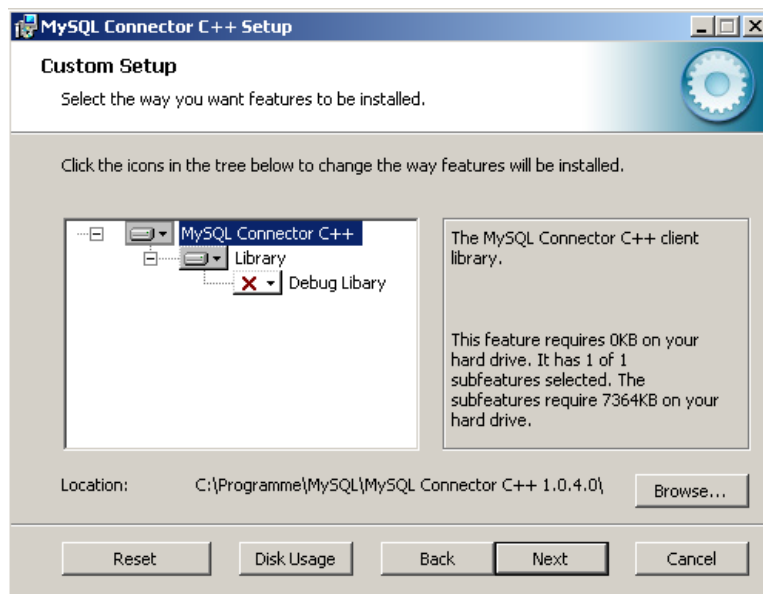 MySQL Connector C++ Setup
Custom Setup
Select the way you want features to be installed.
Click the icons in the tree below to change the way features will be installed.
MySQL Connector C++
Library
Debug Libary
The MySQL Connector C++ client
library.
This feature requires 0KB on your
hard drive. It has 1 of 1
subfeatures selected. The
subfeatures require 7364KB on your
hard drive.
Location: C:\Programme\MySQL\MySQL Connector C++ 1.0.4.0\ Browse...
Reset Disk Usage Back Next Cancel